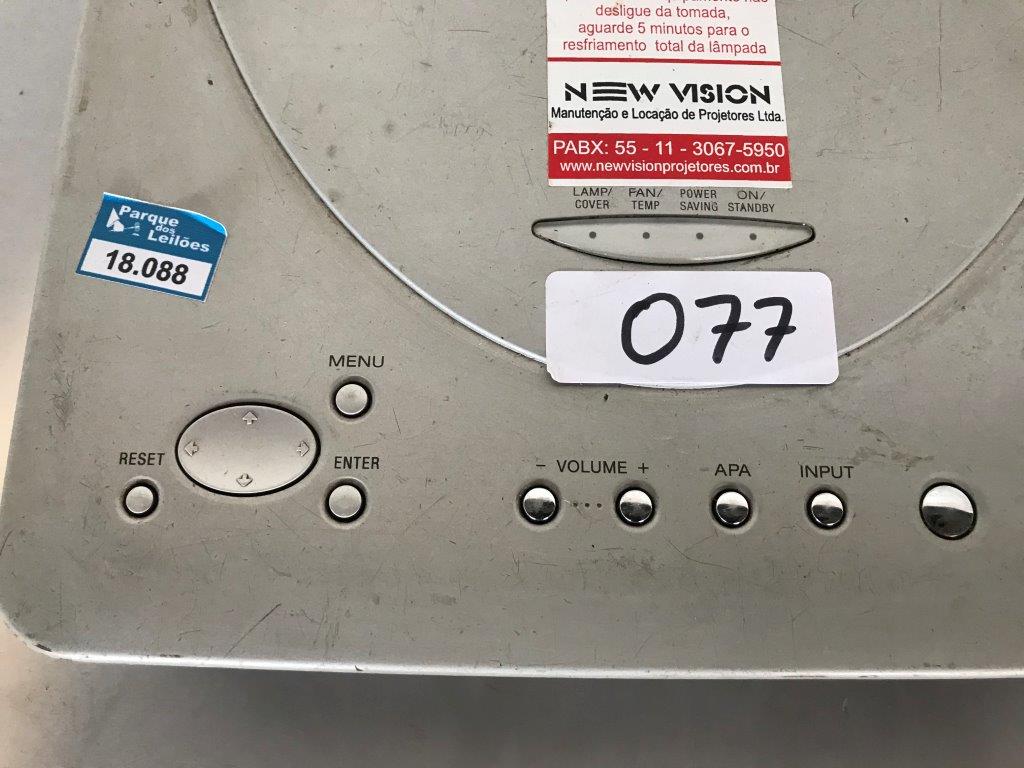 desligue da tomada,
aguarde 5 minutos para o
resfriamento total da lâmpada
NEW VISION
Manutenção e Locação de Projetores Ltda.
PABX: 55 - 11 - 3067-5950
www.newvisionprojetores.com.br
LAMP/
COVER
FAN/
TEMP
POWER
SAVING
ON/
STANDBY
Parque
dos
Leilões
18.088
077
MENU
RESET
ENTER
- VOLUME +
APA
INPUT